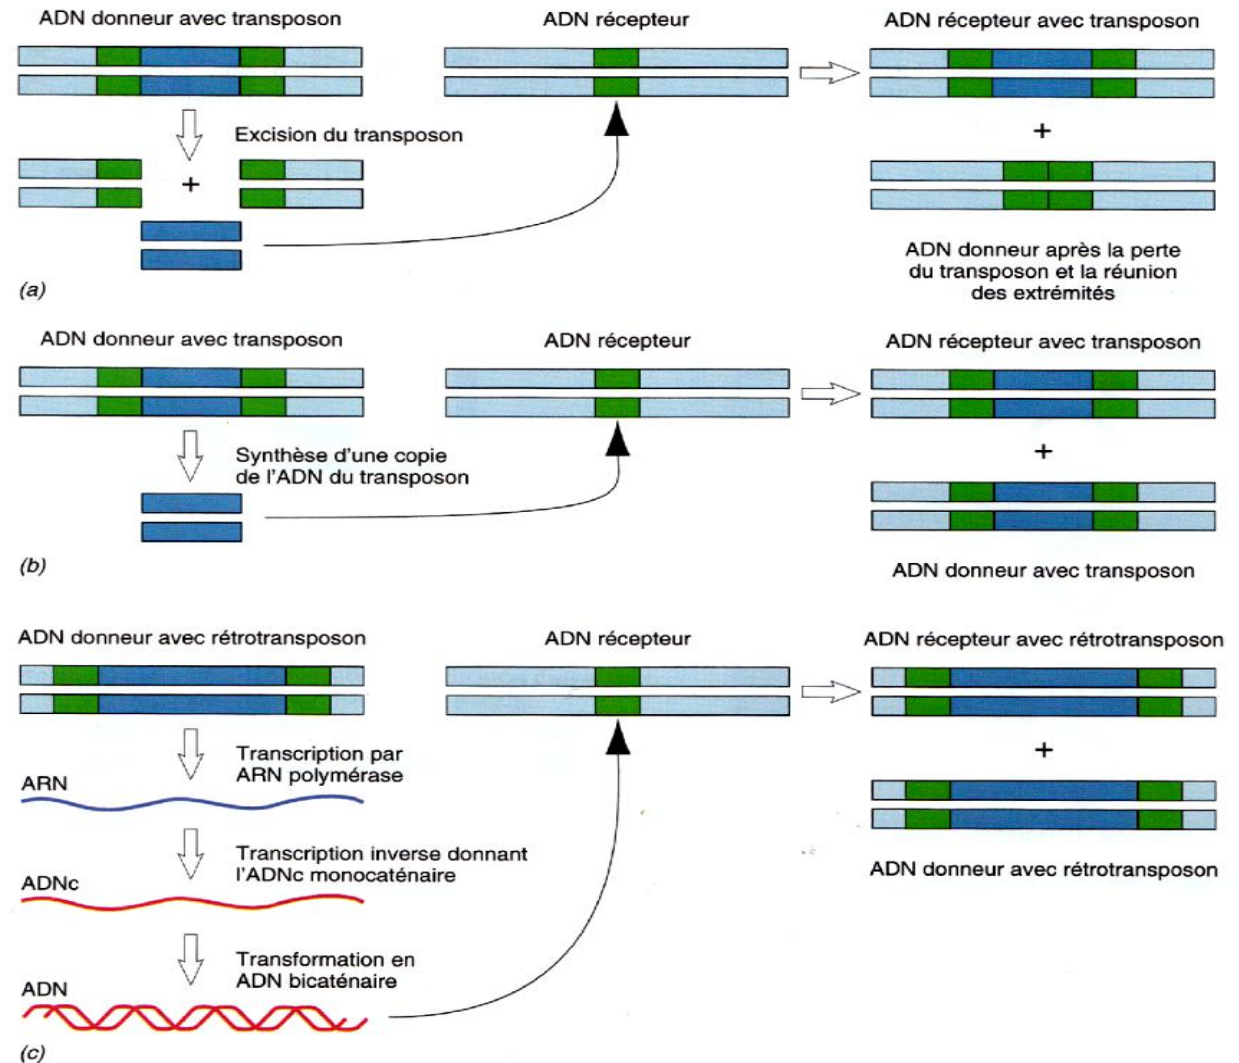 ADN donneur avec transposon
ADN récepteur
ADN récepteur avec transposon
Excision du transposon
+
+
ADN donneur après la perte
du transposon et la réunion
des extrémités
(a)
ADN donneur avec transposon
ADN récepteur
ADN récepteur avec transposon
Synthèse d'une copie
de l'ADN du transposon
+
(b)
ADN donneur avec transposon
ADN donneur avec rétrotransposon
ADN récepteur
ADN récepteur avec rétrotransposon
Transcription par
ARN polymérase
+
ARN
Transcription inverse donnant
l'ADNc monocaténaire
ADN donneur avec rétrotransposon
ADNc
Transformation en
ADN bicaténaire
ADN
(c)